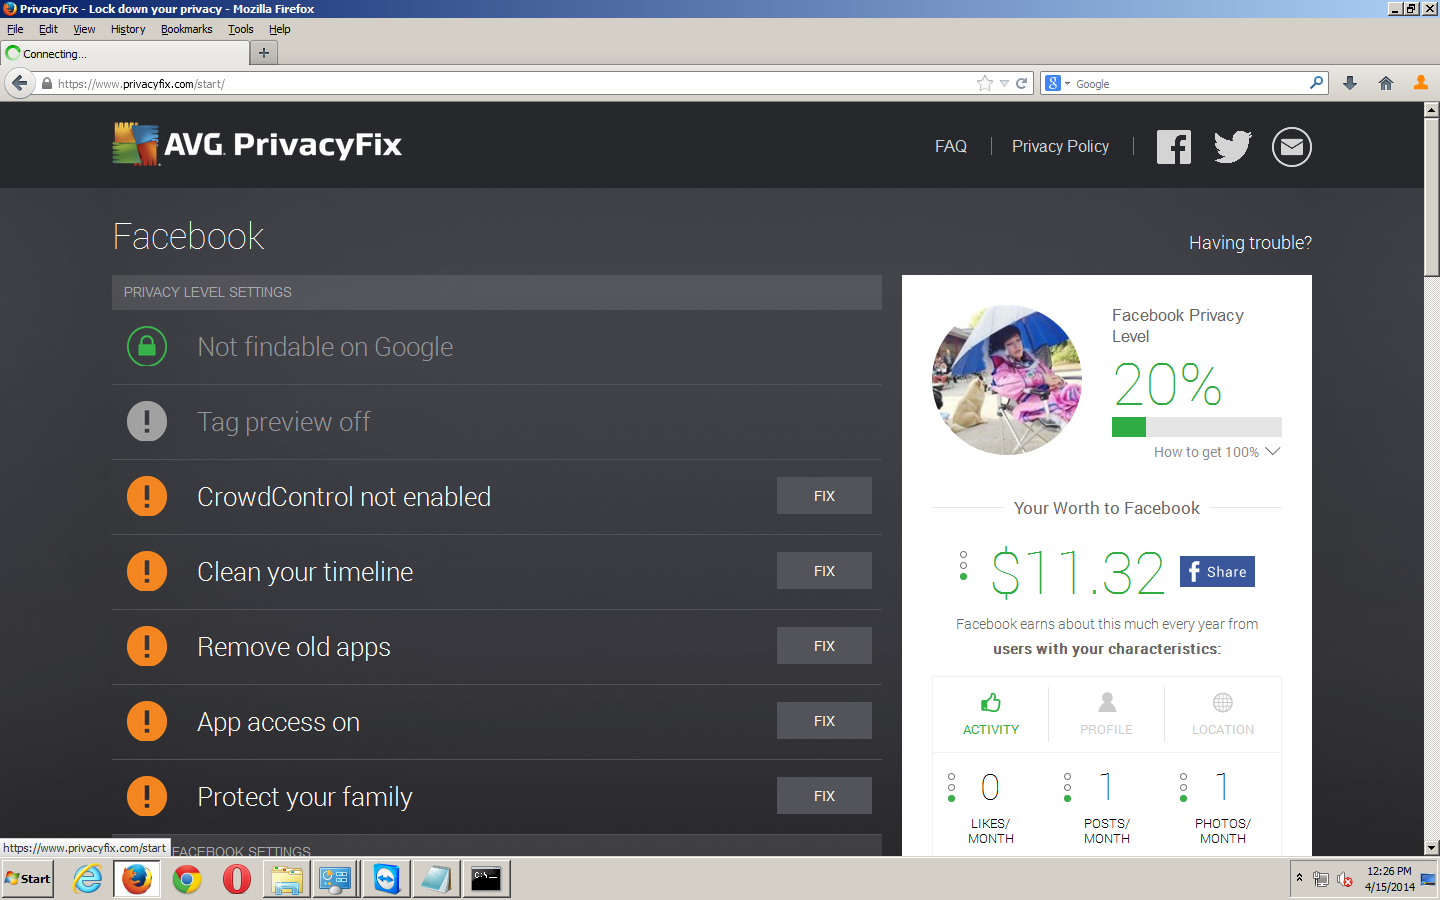 PrivacyFix - Lock down your privacy - Mozilla Firefox
File Edit View History Bookmarks Tools Help
Connecting...
https://www.privacyfix.com/start/
Google
AVG PrivacyFix
FAQ
Privacy Policy
Facebook
Having trouble?
PRIVACY LEVEL SETTINGS
Not findable on Google
Tag preview off
CrowdControl not enabled FIX
Clean your timeline FIX
Remove old apps FIX
App access on FIX
Protect your family FIX
FACEBOOK SETTINGS
Facebook Privacy
Level
20%
How to get 100%
Your Worth to Facebook
$11.32
Share
Facebook earns about this much every year from
users with your characteristics:
ACTIVITY PROFILE LOCATION
0 1 1
LIKES/ POSTS/ PHOTOS/
MONTH MONTH MONTH
https://www.privacyfix.com/start
Start
C:\
12:26 PM
4/15/2014